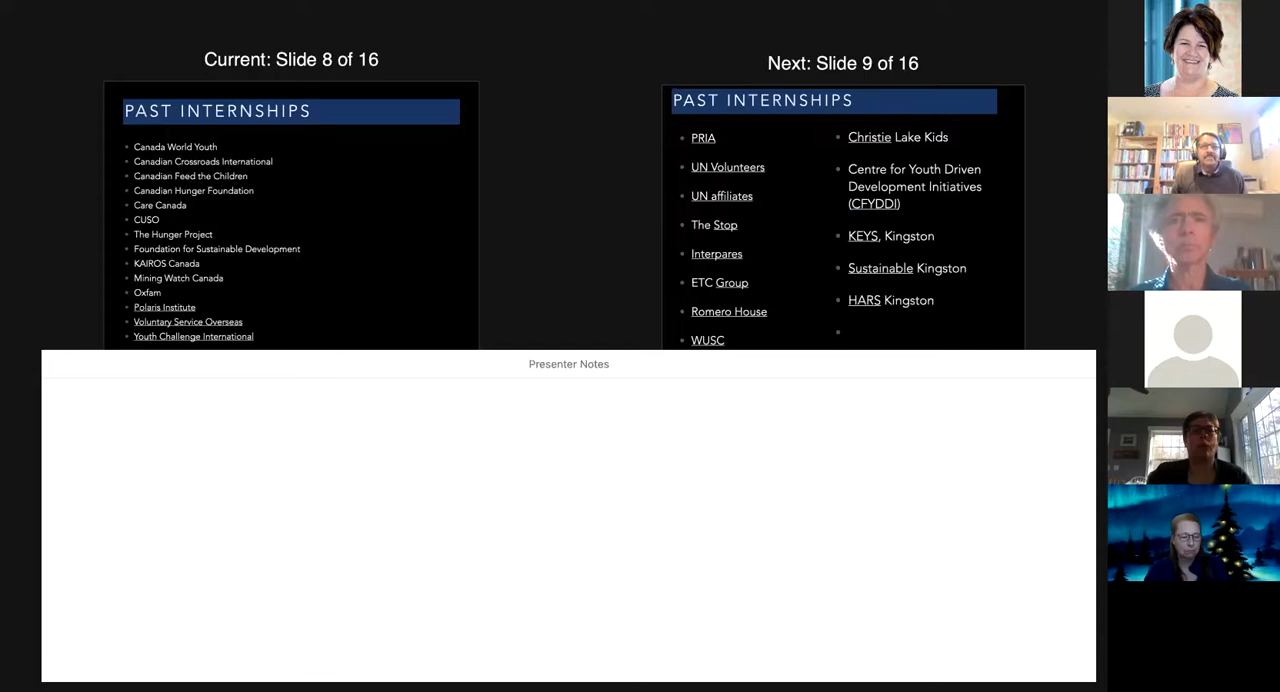 Current: Slide 8 of 16
PAST INTERNSHIPS
Canada World Youth
Canadian Crossroads International
Canadian Feed the Children
Canadian Hunger Foundation
Care Canada
CUSO
The Hunger Project
Foundation for Sustainable Development
KAIROS Canada
Mining Watch Canada
Oxfam
Polaris Institute
Voluntary Service Overseas
Youth Challenge International
Next: Slide 9 of 16
PAST INTERNSHIPS
PRIA
UN Volunteers
UN affiliates
The Stop
Interpares
ETC Group
Romero House
WUSC
Christie Lake Kids
Centre for Youth Driven
Development Initiatives
(CFYDDI)
KEYS, Kingston
Sustainable Kingston
HARS Kingston
Presenter Notes